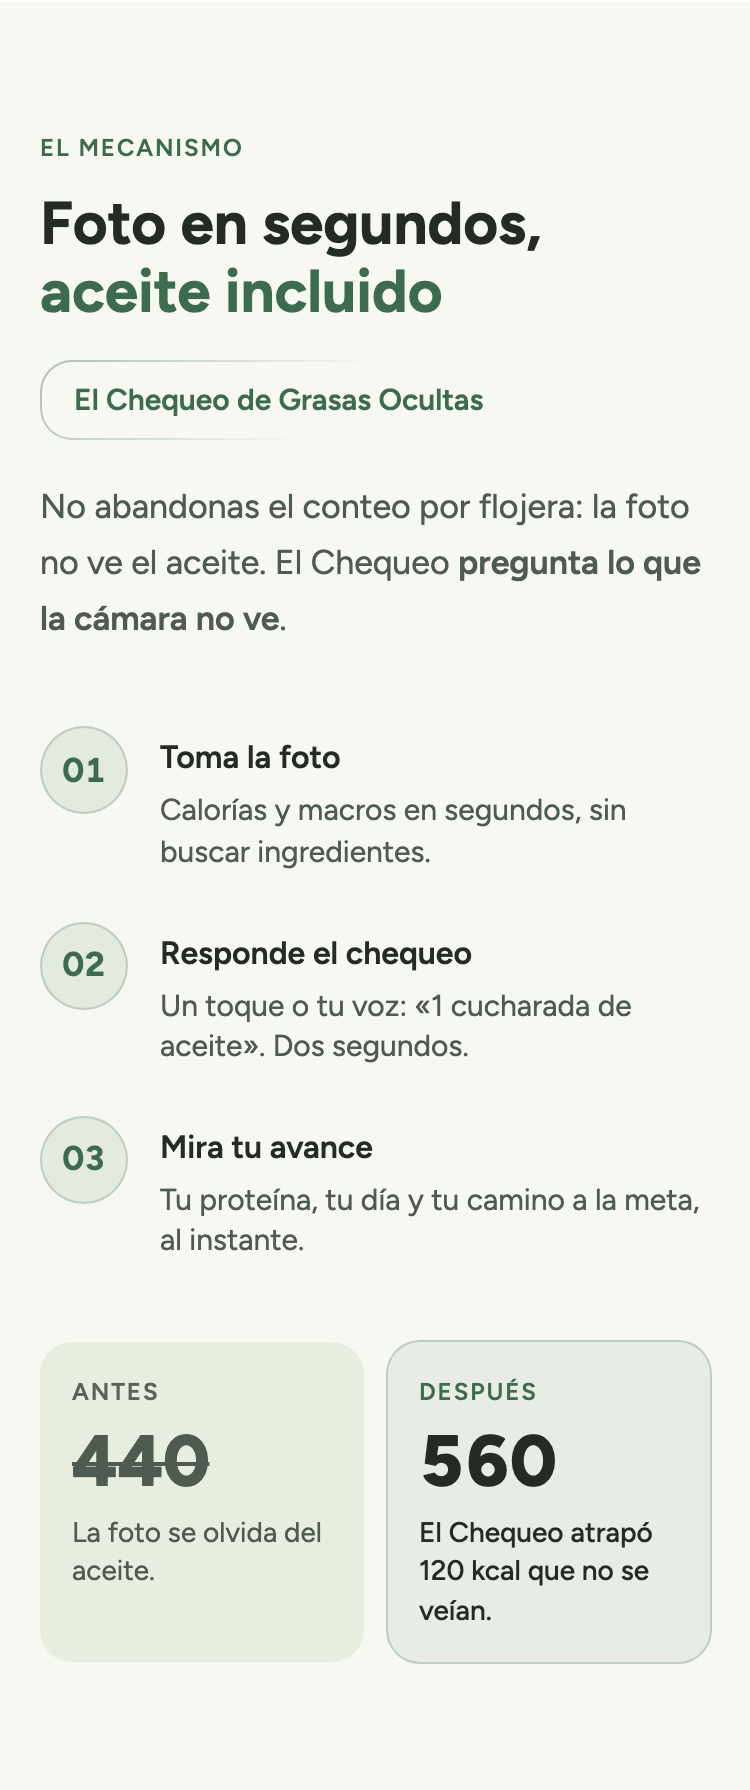 EL MECANISMO
Foto en segundos,
aceite incluido
El Chequeo de Grasas Ocultas
No abandonas el conteo por flojera: la foto
no ve el aceite. El Chequeo pregunta lo que
la cámara no ve.
01
Toma la foto
Calorías y macros en segundos, sin
buscar ingredientes.
02
Responde el chequeo
Un toque o tu voz: «1 cucharada de
aceite». Dos segundos.
03
Mira tu avance
Tu proteína, tu día y tu camino a la meta,
al instante.
ANTES
440
La foto se olvida del
aceite.
DESPUÉS
560
El Chequeo atrapó
120 kcal que no se
veían.